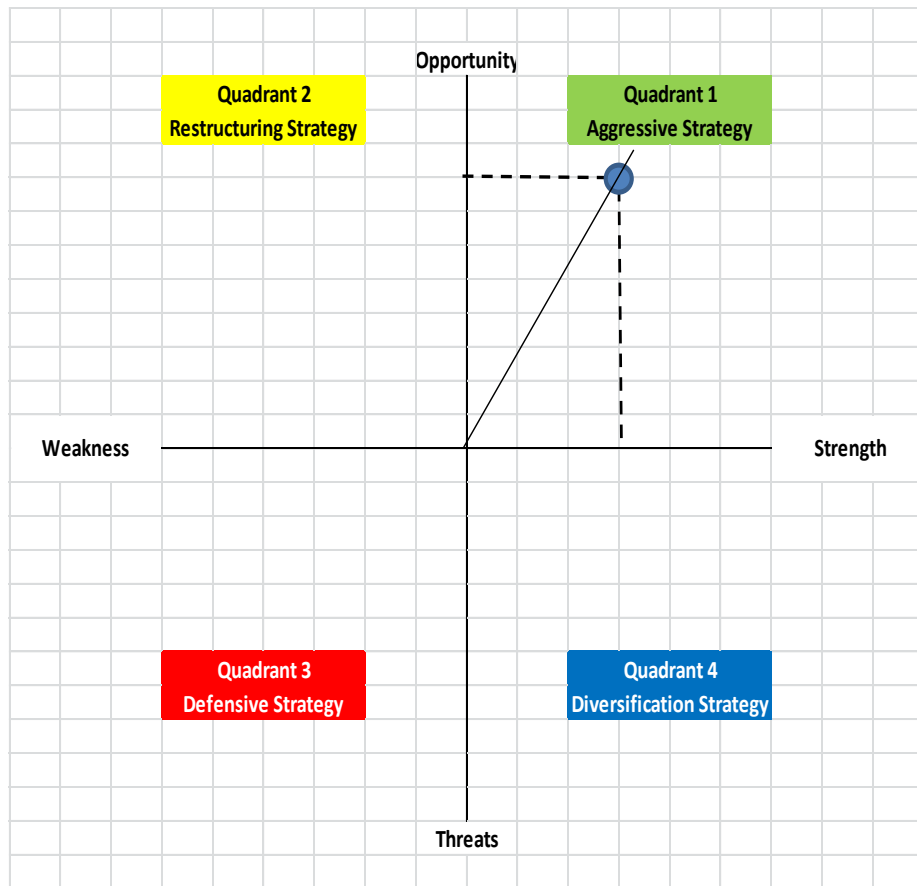 Opportunity
Quadrant 2
Restructuring Strategy
Quadrant 1
Aggressive Strategy
Weakness
Strength
Quadrant 3
Defensive Strategy
Quadrant 4
Diversification Strategy
Threats